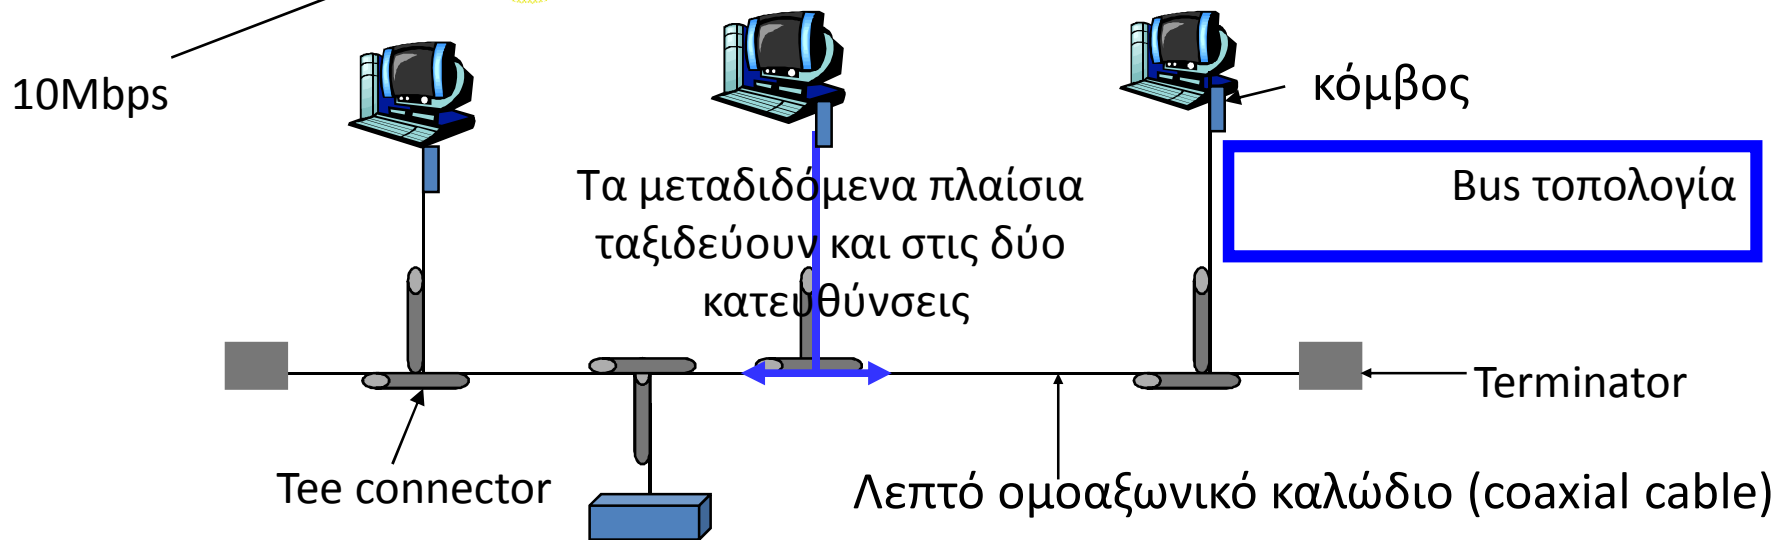 10Mbps
κόμβος
Bus τοπολογία
Τα μεταδιδόμενα πλαίσια
ταξιδεύουν και στις δύο
κατευθύνσεις
Terminator
Tee connector
Λεπτό ομοαξωνικό καλώδιο (coaxial cable)